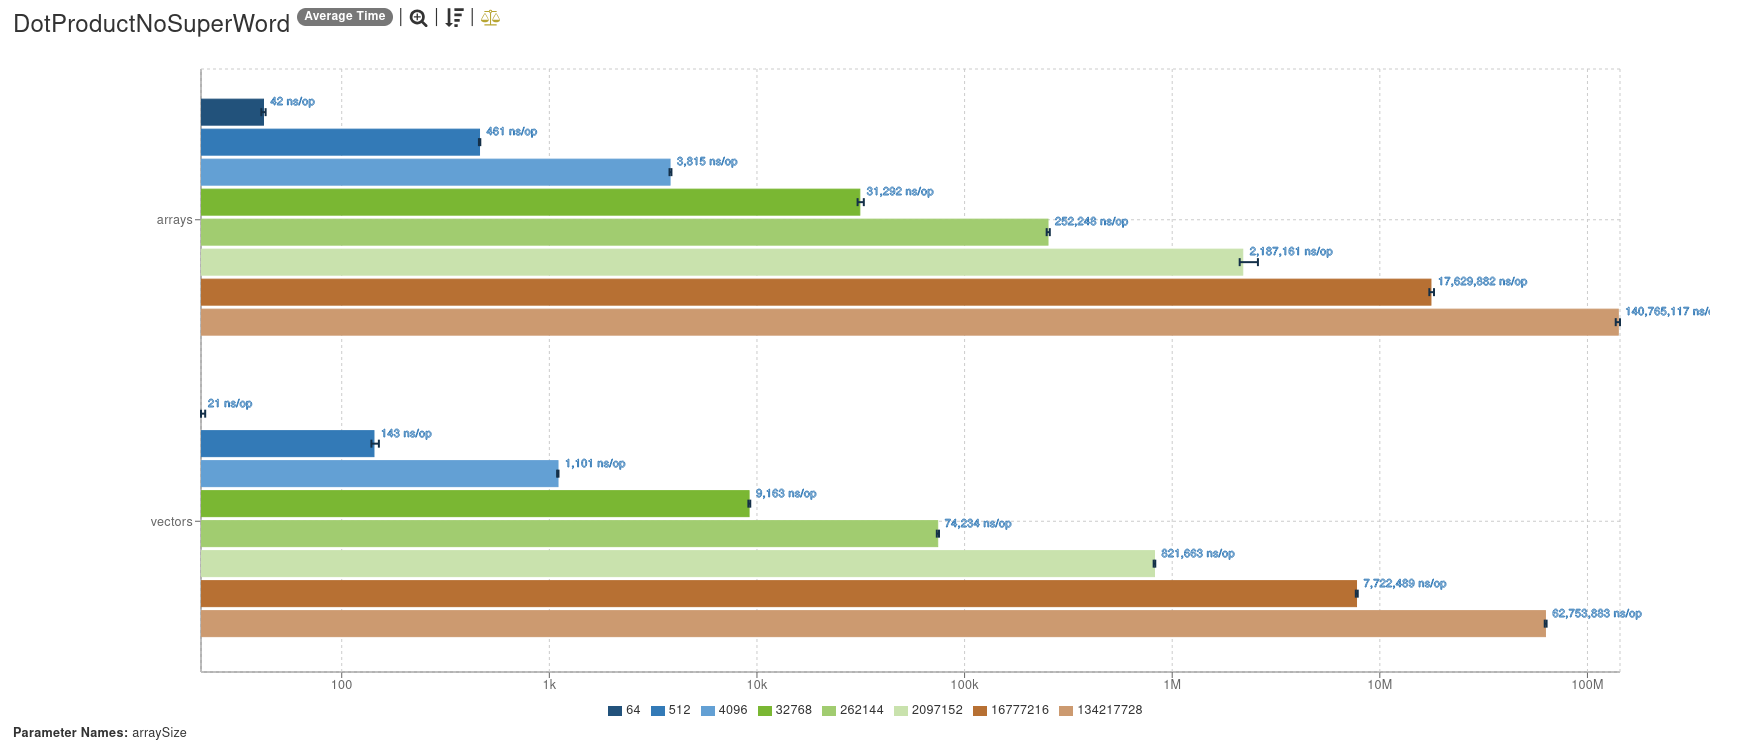 DotProductNoSuperWord Average Time
42 ns/op
461 ns/op
3,815 ns/op
31,292 ns/op
arrays
252,248 ns/op
2,187,161 ns/op
17,629,882 ns/op
140,765,117 ns/
21 ns/op
143 ns/op
1,101 ns/op
9,163 ns/op
vectors
74,234 ns/op
821,663 ns/op
7,722,489 ns/op
62,753,883 ns/op
100 1k 10k 100k 1M 10M 100M
64 512 4096 32768 262144 2097152 16777216 134217728
Parameter Names: arraySize